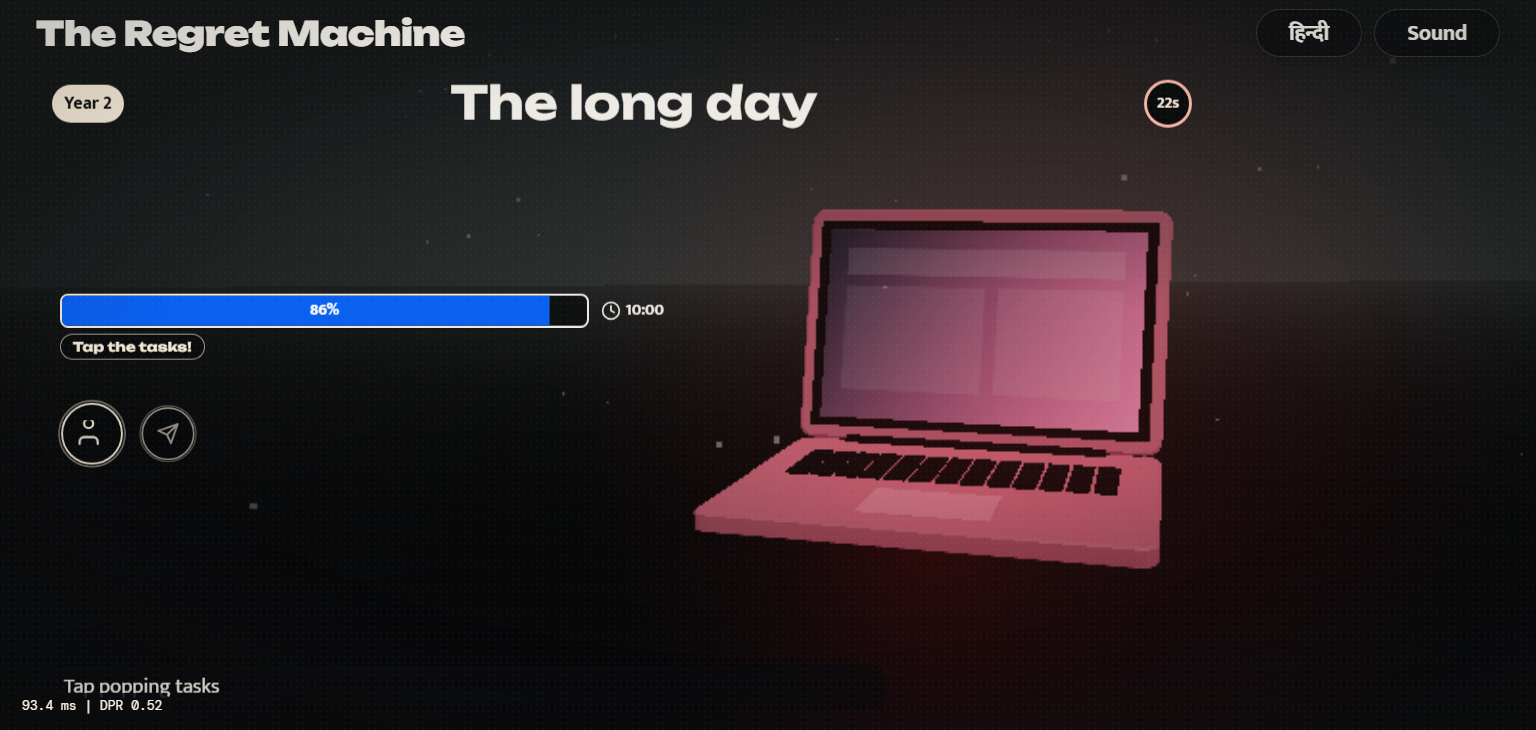 The Regret Machine
हिन्दी
Sound
Year 2
The long day
22s
86%
10:00
Tap the tasks!
Tap popping tasks
93.4 ms | DPR 0.52